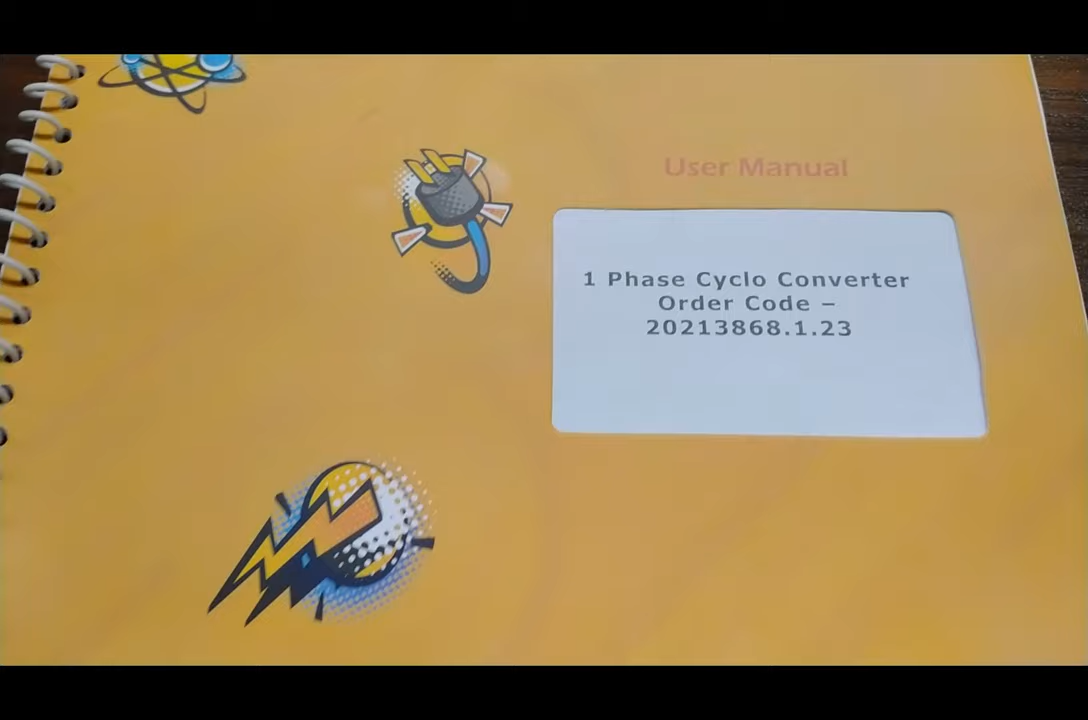 User Manual
1 Phase Cyclo Converter
Order Code –
20213868.1.23